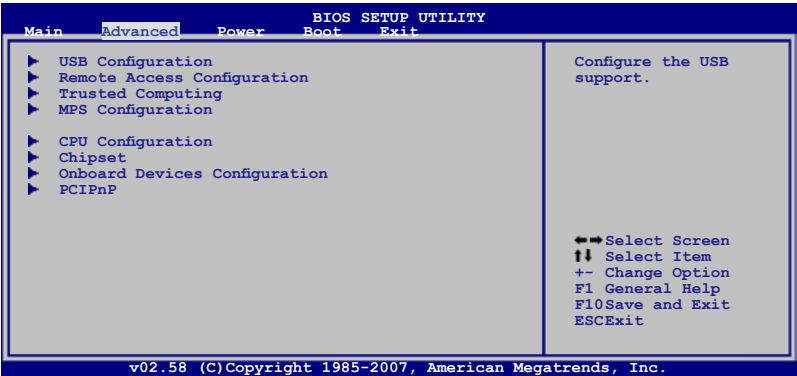 BIOS SETUP UTILITY
Main Advanced Power Boot Exit
USB Configuration
Remote Access Configuration
Trusted Computing
MPS Configuration
CPU Configuration
Chipset
Onboard Devices Configuration
PCIPnP
Configure the USB
support.
←→Select Screen
↑↓ Select Item
+- Change Option
F1 General Help
F10Save and Exit
ESCExit
v02.58 (C)Copyright 1985-2007, American Megatrends, Inc.